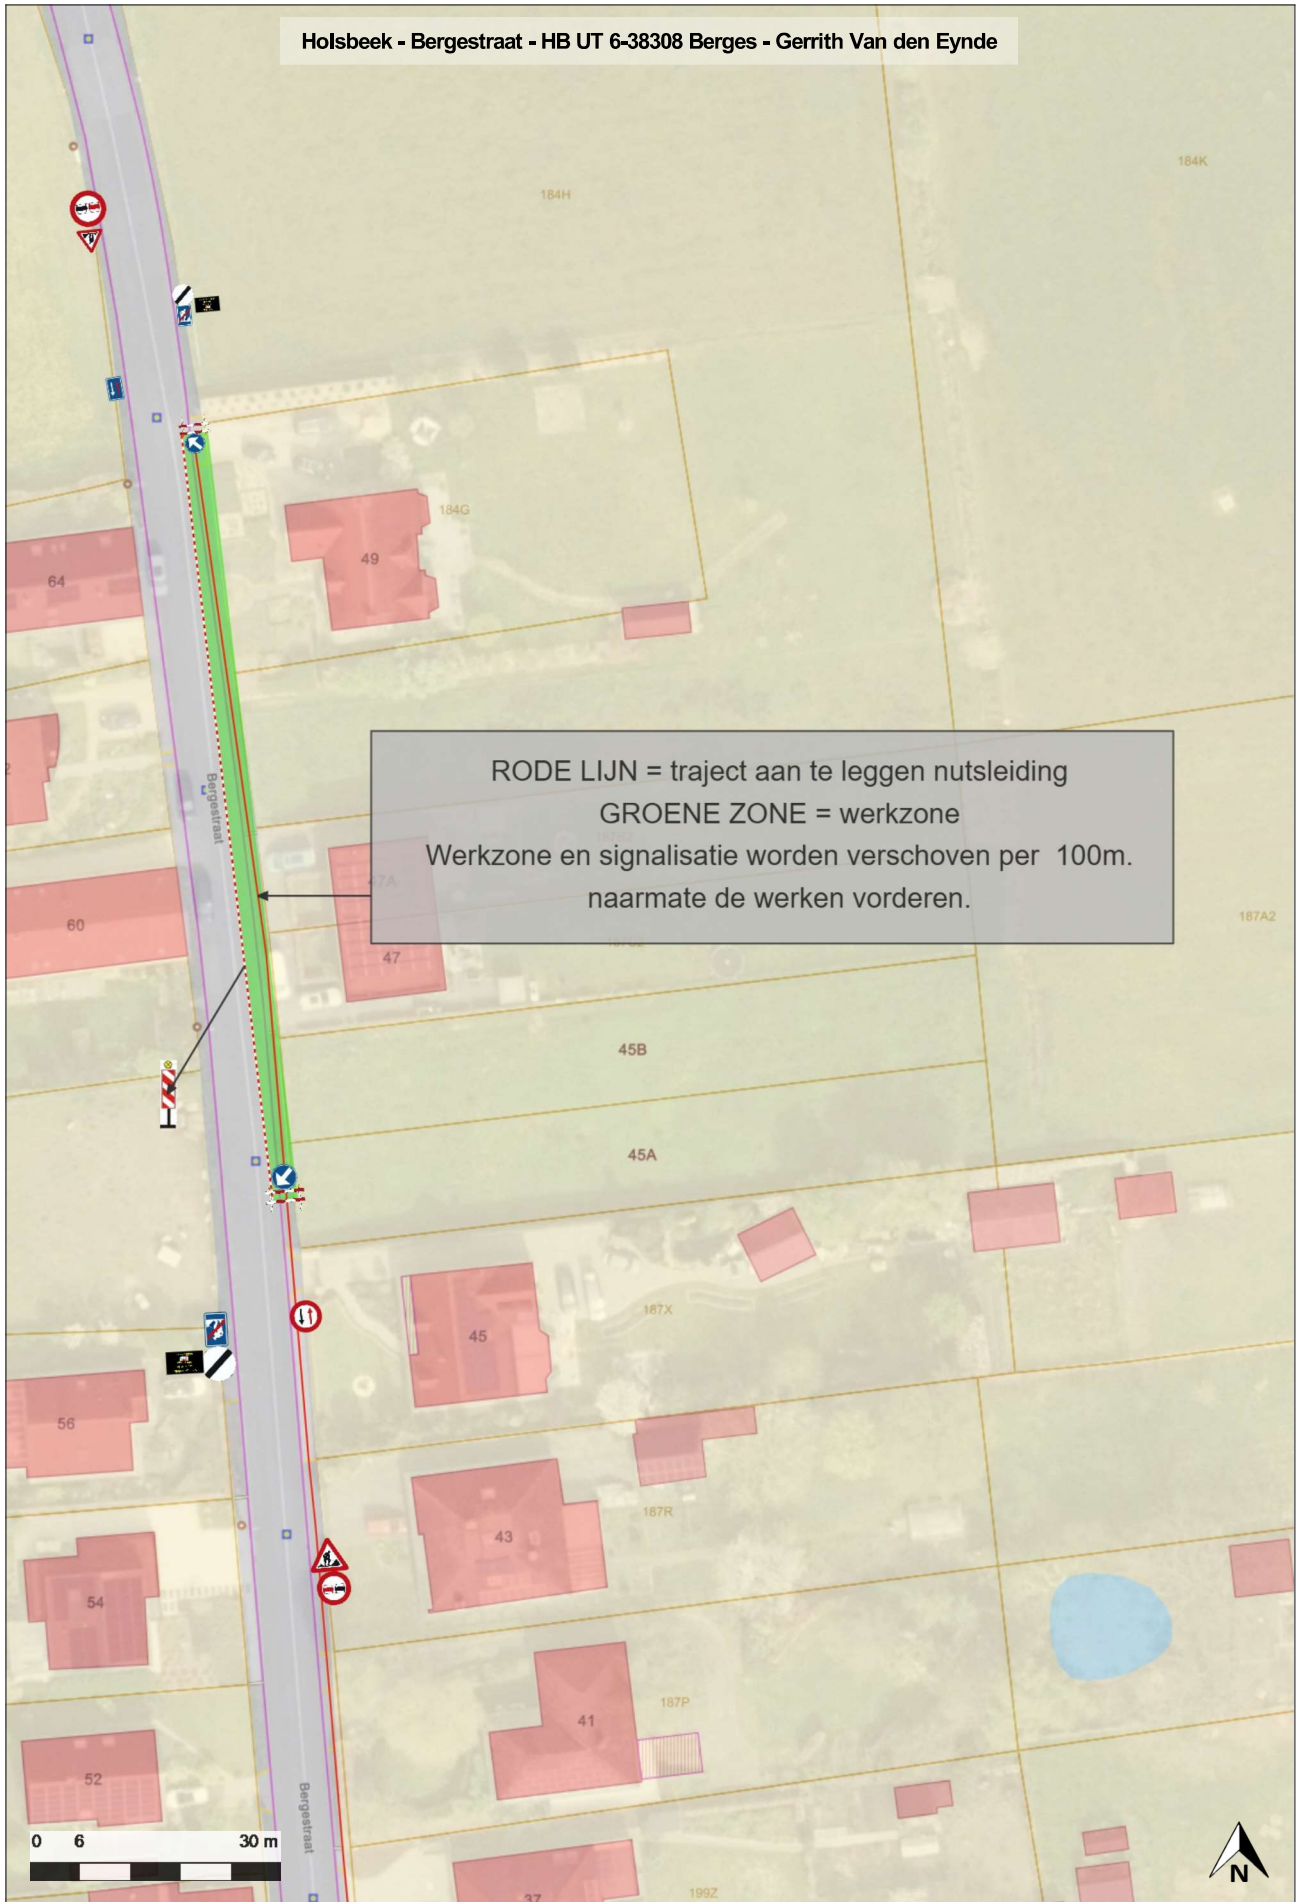 Holsbeek - Bergestraat - HB UT 6-38308 Berges - Gerrith Van den Eynde
184K
184H
184G
49
64
RODE LIJN = traject aan te leggen nutsleiding
GROENE ZONE = werkzone
Werkzone en signalisatie worden verschoven per 100m.
naarmate de werken vorderen.
Bergestraat
47A
187A2
60
47
45B
45A
187X
45
56
187R
43
54
187P
41
52
Bergestraat
0 6 30 m
37
199Z
N